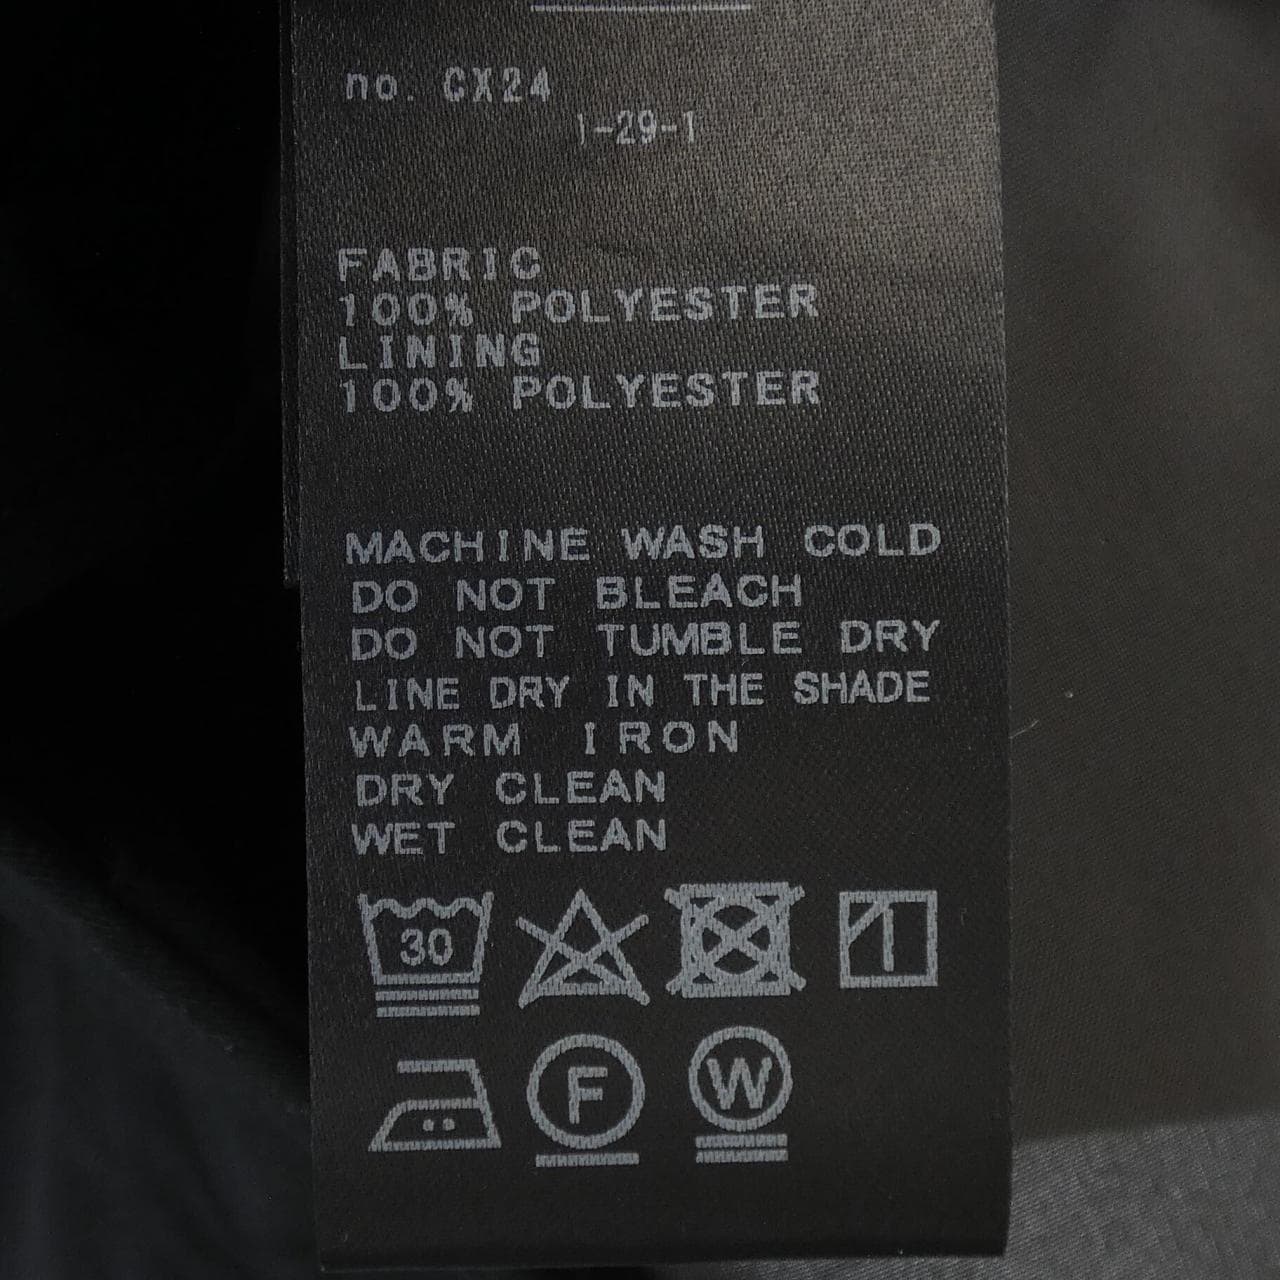 no. CX24
1-29-1
FABRIC
100% POLYESTER
LINING
100% POLYESTER
MACHINE WASH COLD
DO NOT BLEACH
DO NOT TUMBLE DRY
LINE DRY IN THE SHADE
WARM IRON
DRY CLEAN
WET CLEAN
30
F W